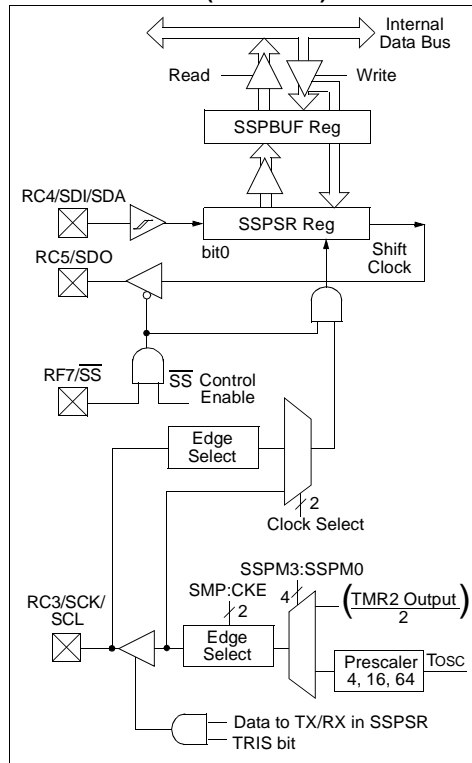 Internal
Data Bus
Read
Write
SSPBUF Reg
RC4/SDI/SDA
SSPSR Reg
bit0
Shift
Clock
RC5/SDO
RF7/SS
SS Control
Enable
Edge
Select
2
Clock Select
SSPM3:SSPM0
SMP:CKE
4
2
(TMR2 Output
2)
RC3/SCK/
SCL
Edge
Select
Prescaler
4, 16, 64
TOSC
Data to TX/RX in SSPSR
TRIS bit